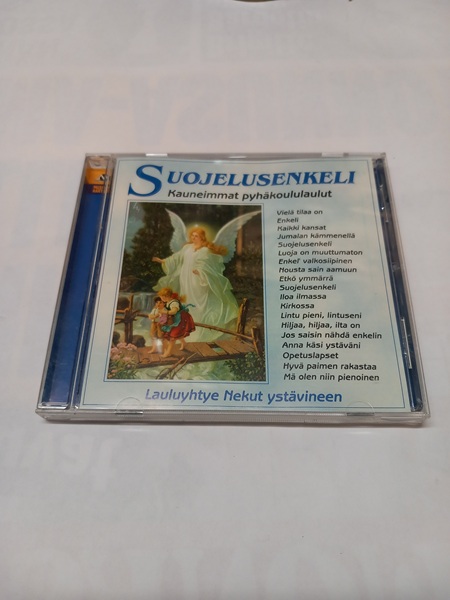 SUOJELUSENKELI
Kauneimmat pyhäkoululaulut
Vielä tilaa on
Enkeli
Kaikki kansat
Jumalan kämmenellä
Suojelusenkeli
Luoja on muuttumaton
Enkel' valkosiipinen
Nousta sain aamuun
Etkö ymmärrä
Suojelusenkeli
Iloa ilmassa
Kirkossa
Lintu pieni, lintuseni
Hiljaa, hiljaa, ilta on
Jos saisin nähdä enkelin
Anna käsi ystäväni
Opetuslapset
Hyvä paimen rakastaa
Mä olen niin pienoinen
Lauluyhtye Nekut ystävineen